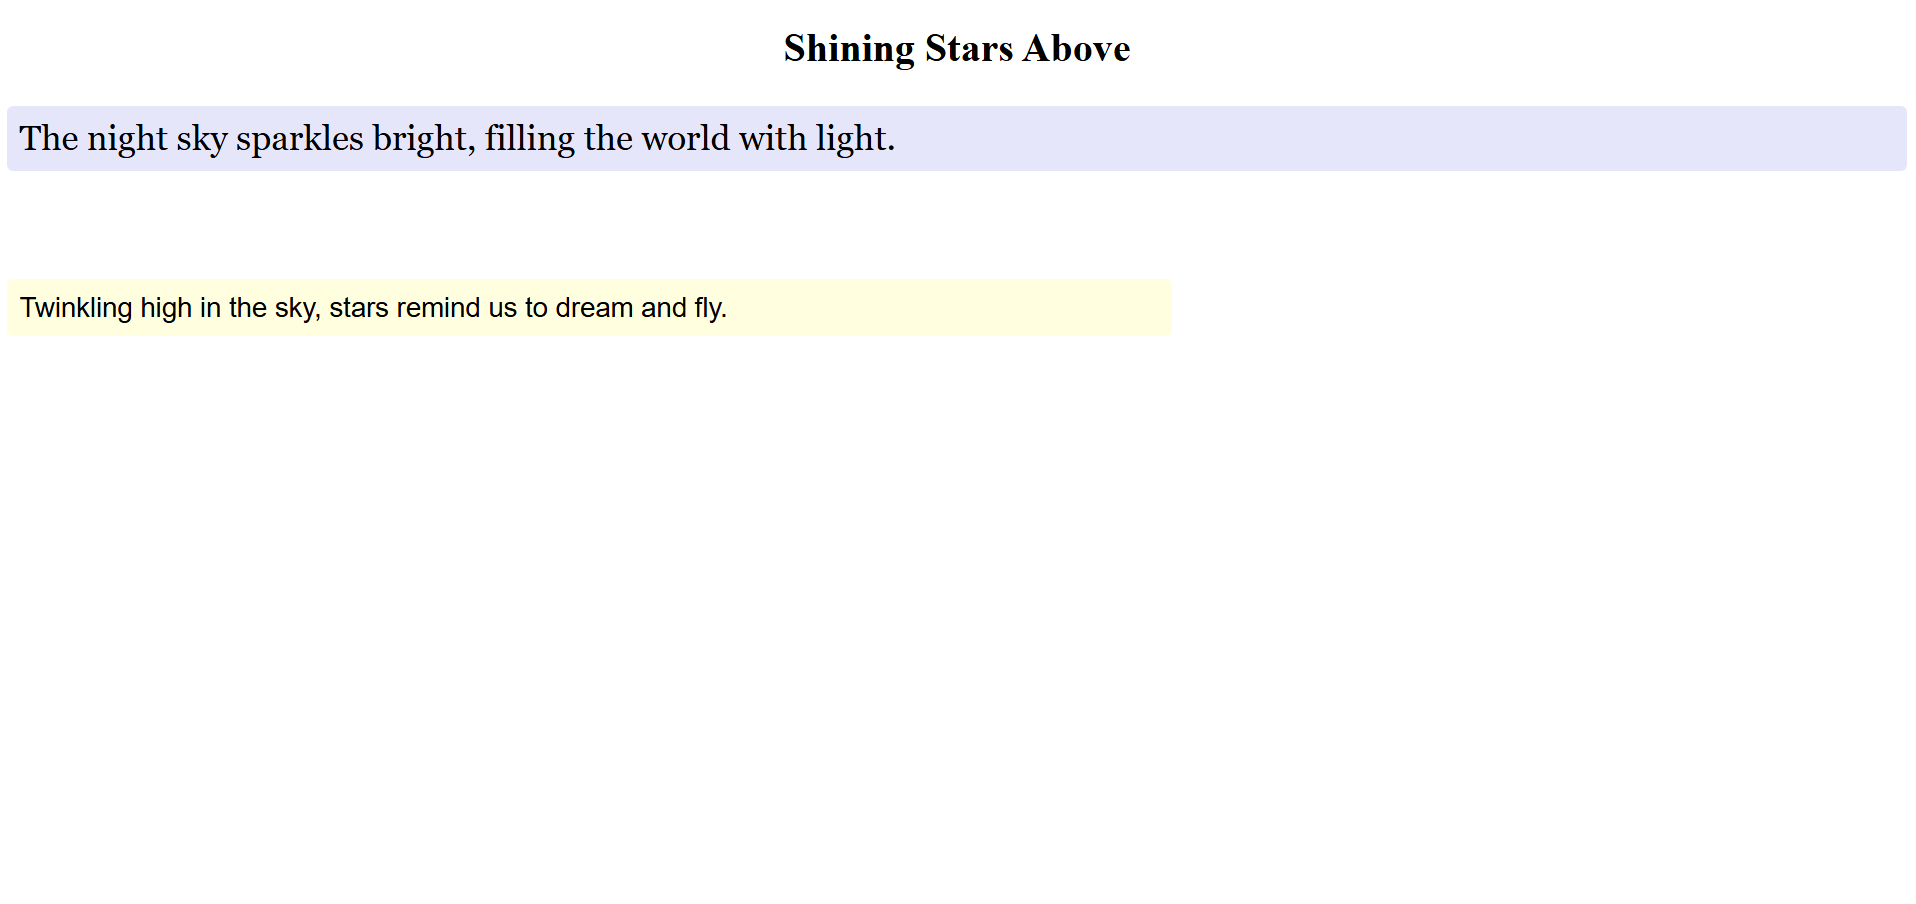 Shining Stars Above
The night sky sparkles bright, filling the world with light.
Twinkling high in the sky, stars remind us to dream and fly.